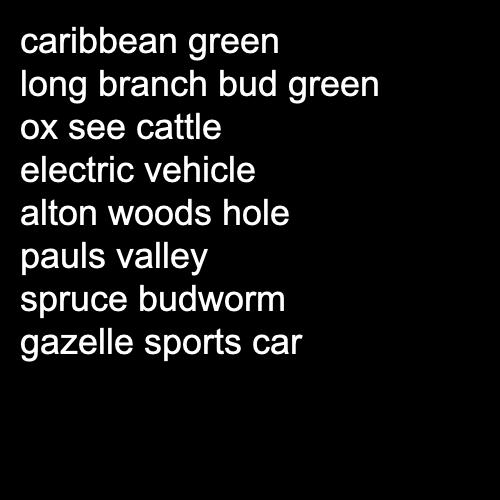 caribbean green
long branch bud green
ox see cattle
electric vehicle
alton woods hole
pauls valley
spruce budworm
gazelle sports car